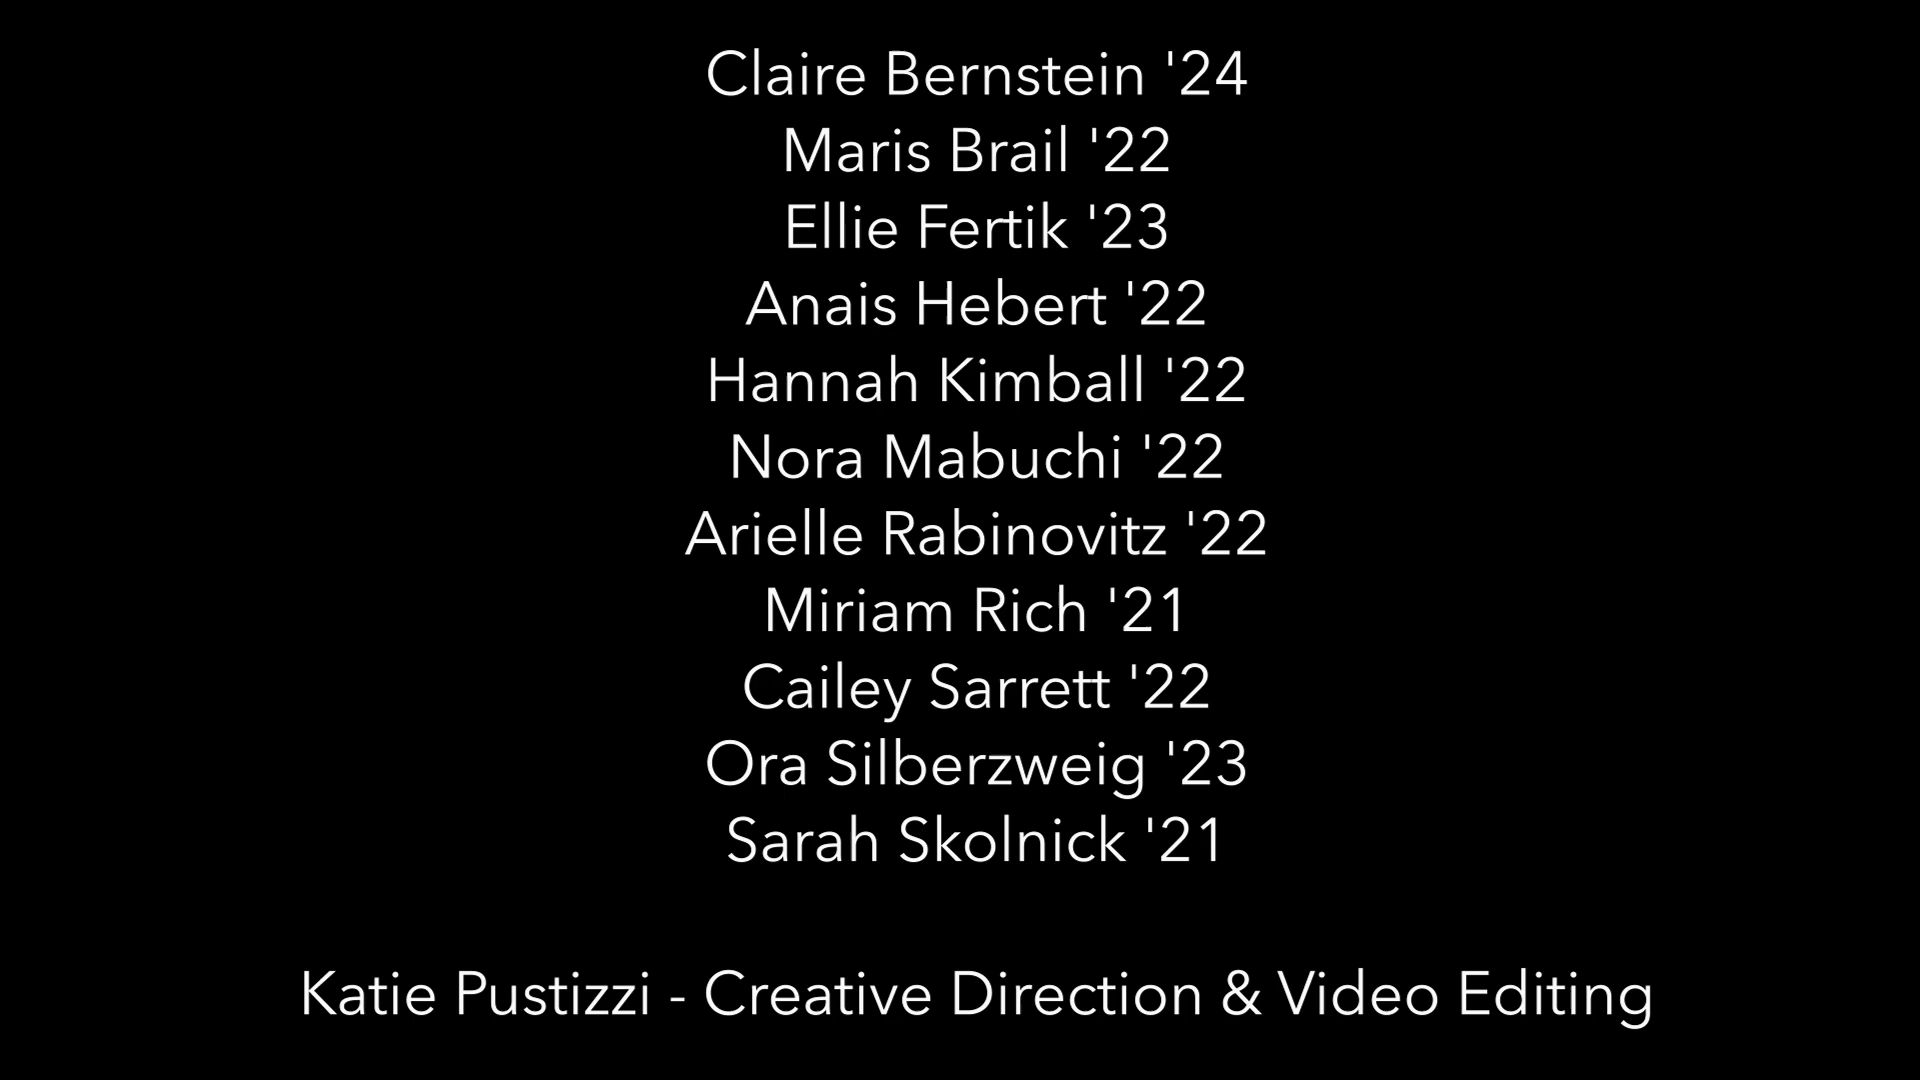 Claire Bernstein '24
Maris Brail '22
Ellie Fertik '23
Anais Hebert '22
Hannah Kimball '22
Nora Mabuchi '22
Arielle Rabinovitz '22
Miriam Rich '21
Cailey Sarrett '22
Ora Silberzweig '23
Sarah Skolnick '21
Katie Pustizzi - Creative Direction & Video Editing